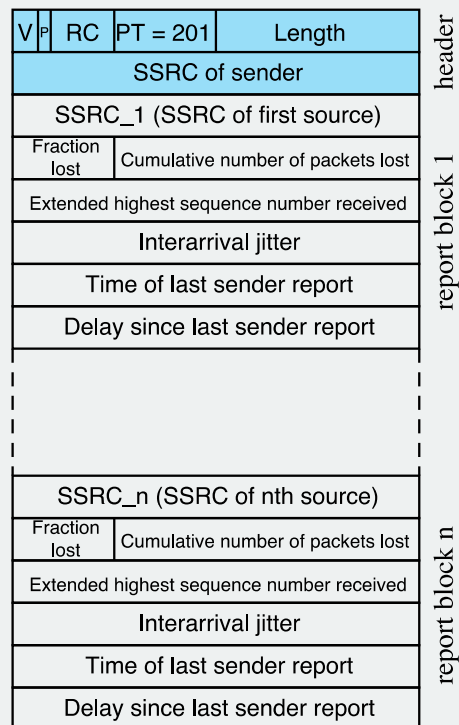 V P RC PT = 201 Length
header
SSRC of sender
SSRC_1 (SSRC of first source)
Fraction
lost
Cumulative number of packets lost
Extended highest sequence number received
report block 1
Interarrival jitter
Time of last sender report
Delay since last sender report
SSRC_n (SSRC of nth source)
Fraction
lost
Cumulative number of packets lost
Extended highest sequence number received
report block n
Interarrival jitter
Time of last sender report
Delay since last sender report